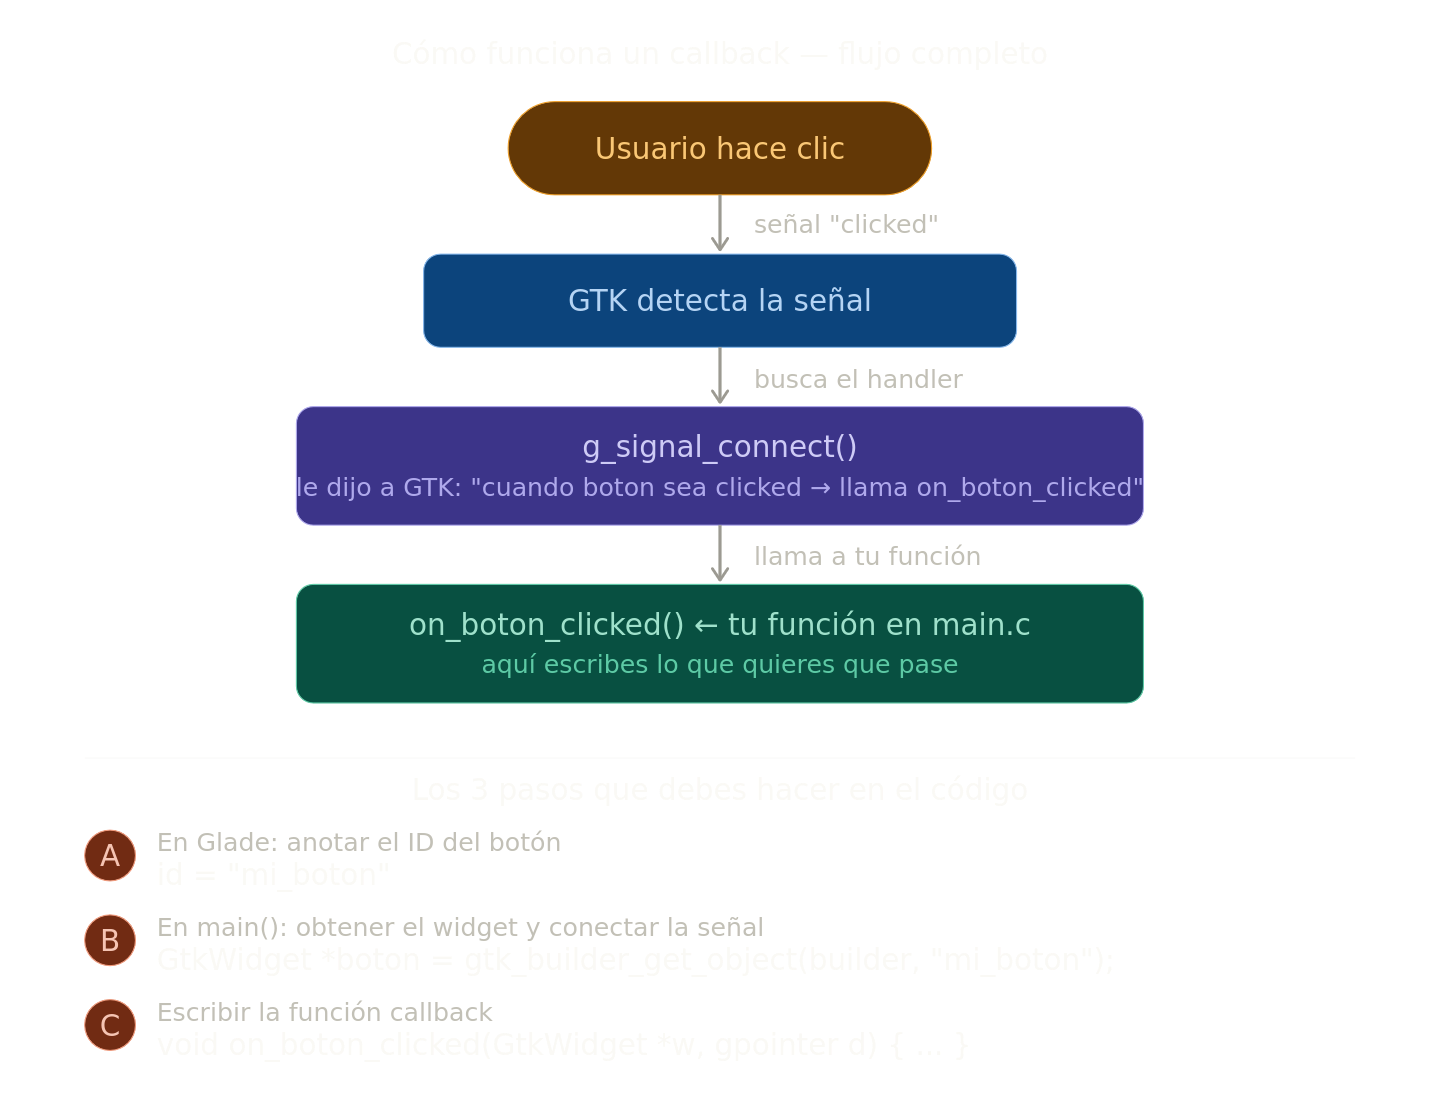 Cómo funciona un callback — flujo completo
Usuario hace clic
señal "clicked"
GTK detecta la señal
busca el handler
g_signal_connect()
le dijo a GTK: "cuando boton sea clicked → llama on_boton_clicked"
llama a tu función
on_boton_clicked() ← tu función en main.c
aquí escribes lo que quieres que pase
Los 3 pasos que debes hacer en el código
A
En Glade: anotar el ID del botón
id = "mi_boton"
B
En main(): obtener el widget y conectar la señal
GtkWidget *boton = gtk_builder_get_object(builder, "mi_boton");
C
Escribir la función callback
void on_boton_clicked(GtkWidget *w, gpointer d) { ... }